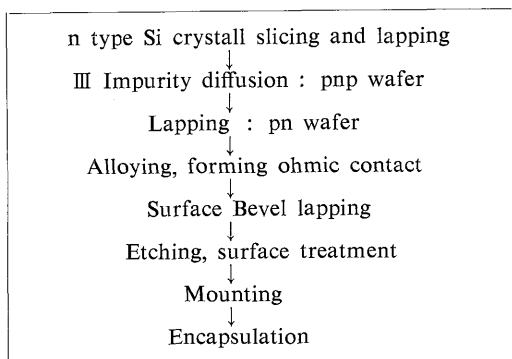 n type Si crystall slicing and lapping
↓
Ⅲ Impurity diffusion : pnp wafer
↓
Lapping : pn wafer
↓
Alloying, forming ohmic contact
↓
Surface Bevel lapping
↓
Etching, surface treatment
↓
Mounting
↓
Encapsulation